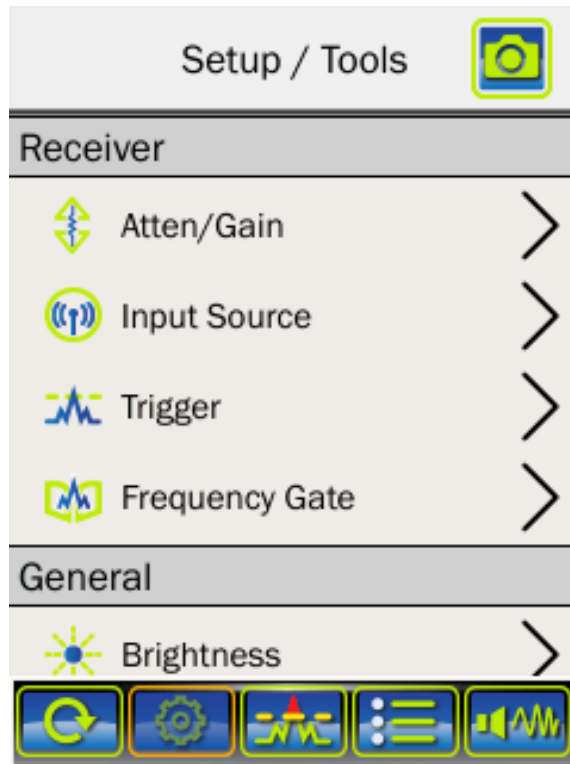 Setup / Tools
Receiver
Atten/Gain
Input Source
Trigger
Frequency Gate
General
Brightness